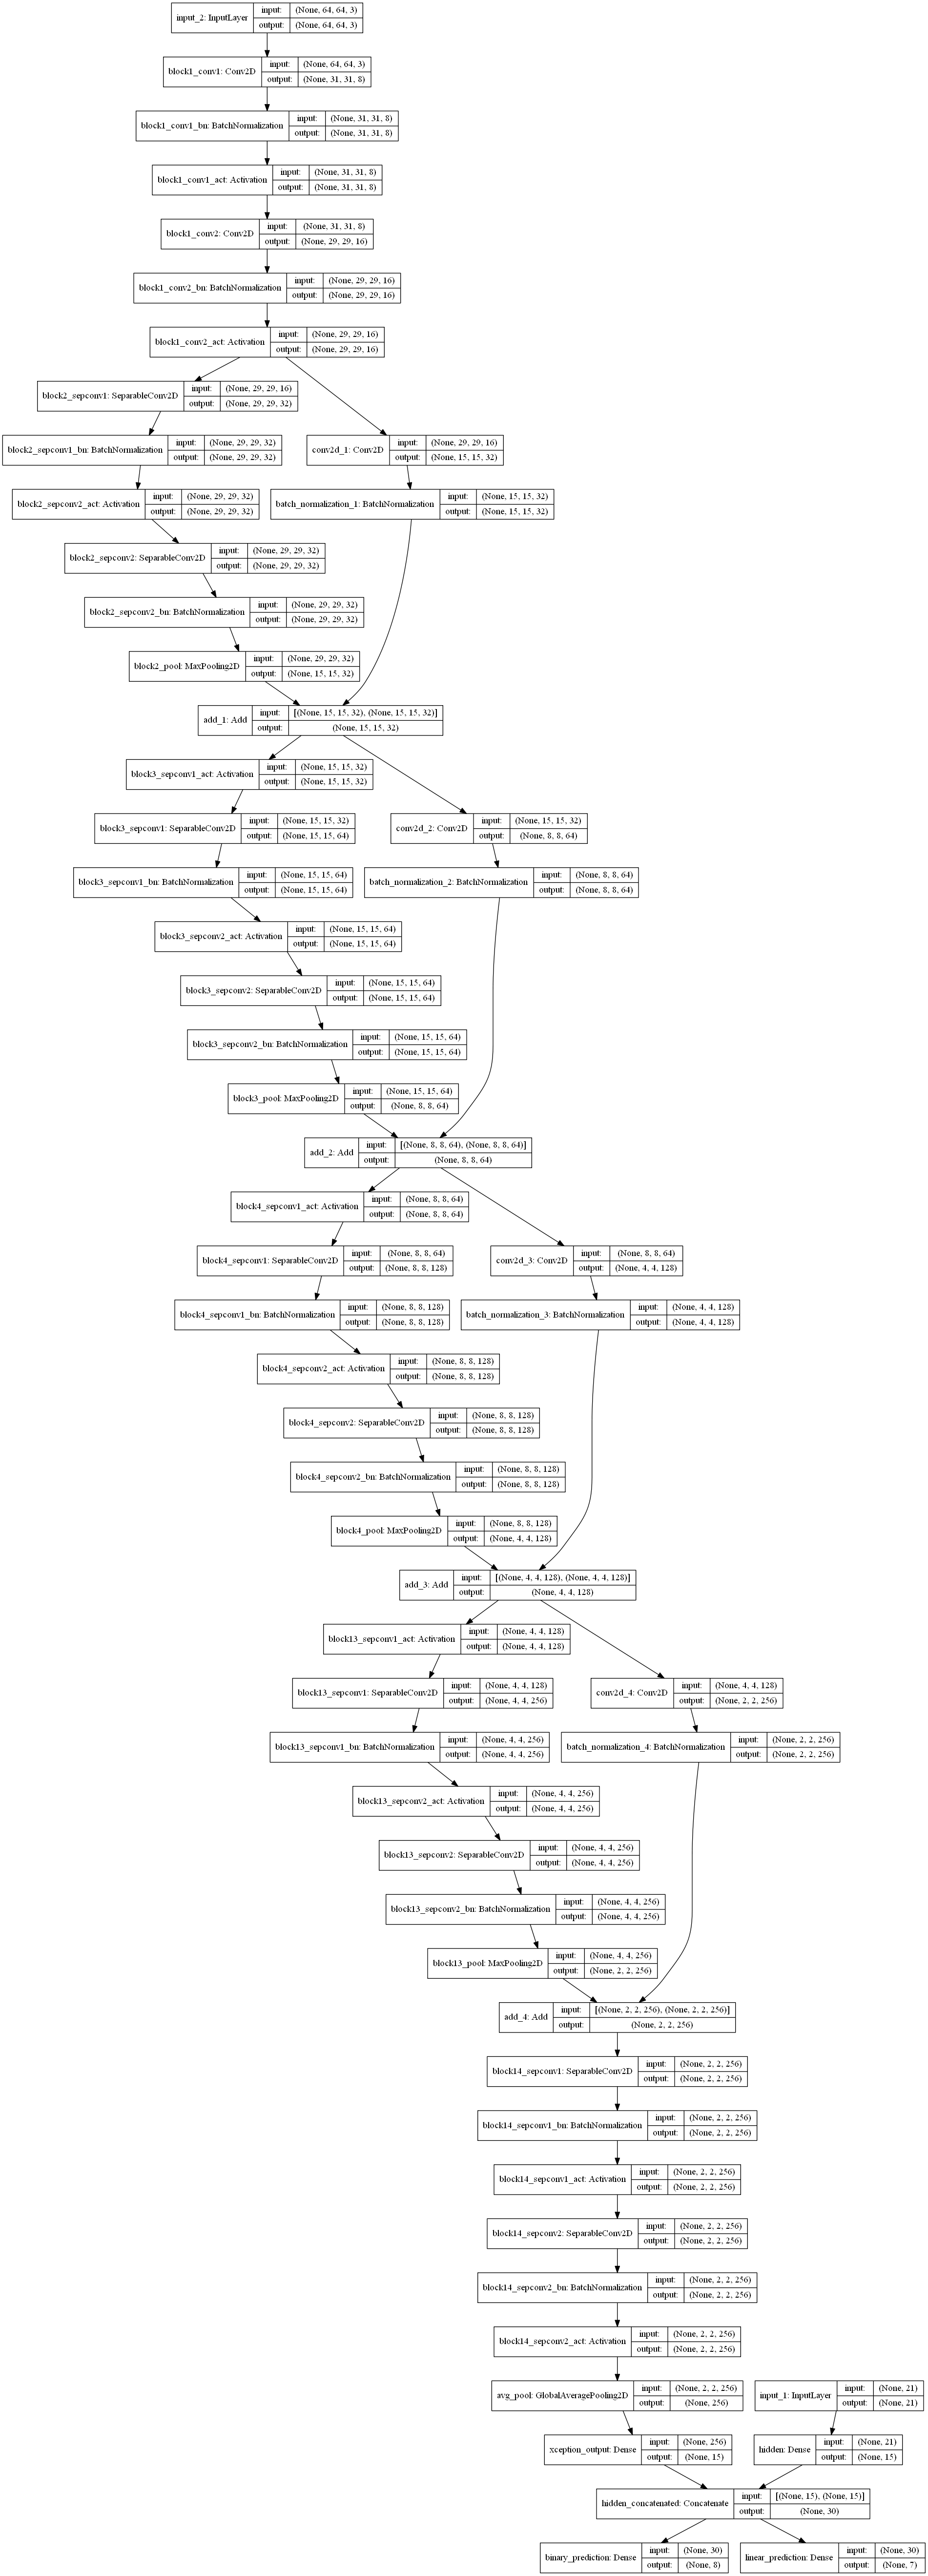 input_2: InputLayer input: (None, 64, 64, 3)
output: (None, 64, 64, 3)
block1_conv1: Conv2D input: (None, 64, 64, 3)
output: (None, 31, 31, 8)
block1_conv1_bn: BatchNormalization input: (None, 31, 31, 8)
output: (None, 31, 31, 8)
block1_conv1_act: Activation input: (None, 31, 31, 8)
output: (None, 31, 31, 8)
block1_conv2: Conv2D input: (None, 31, 31, 8)
output: (None, 29, 29, 16)
block1_conv2_bn: BatchNormalization input: (None, 29, 29, 16)
output: (None, 29, 29, 16)
block1_conv2_act: Activation input: (None, 29, 29, 16)
output: (None, 29, 29, 16)
block2_sepconv1: SeparableConv2D input: (None, 29, 29, 16)
output: (None, 29, 29, 32)
block2_sepconv1_bn: BatchNormalization input: (None, 29, 29, 32)
output: (None, 29, 29, 32)
conv2d_1: Conv2D input: (None, 29, 29, 16)
output: (None, 15, 15, 32)
block2_sepconv2_act: Activation input: (None, 29, 29, 32)
output: (None, 29, 29, 32)
batch_normalization_1: BatchNormalization input: (None, 15, 15, 32)
output: (None, 15, 15, 32)
block2_sepconv2: SeparableConv2D input: (None, 29, 29, 32)
output: (None, 29, 29, 32)
block2_sepconv2_bn: BatchNormalization input: (None, 29, 29, 32)
output: (None, 29, 29, 32)
block2_pool: MaxPooling2D input: (None, 29, 29, 32)
output: (None, 15, 15, 32)
add_1: Add input: [(None, 15, 15, 32), (None, 15, 15, 32)]
output: (None, 15, 15, 32)
block3_sepconv1_act: Activation input: (None, 15, 15, 32)
output: (None, 15, 15, 32)
block3_sepconv1: SeparableConv2D input: (None, 15, 15, 32)
output: (None, 15, 15, 64)
conv2d_2: Conv2D input: (None, 15, 15, 32)
output: (None, 8, 8, 64)
block3_sepconv1_bn: BatchNormalization input: (None, 15, 15, 64)
output: (None, 15, 15, 64)
batch_normalization_2: BatchNormalization input: (None, 8, 8, 64)
output: (None, 8, 8, 64)
block3_sepconv2_act: Activation input: (None, 15, 15, 64)
output: (None, 15, 15, 64)
block3_sepconv2: SeparableConv2D input: (None, 15, 15, 64)
output: (None, 15, 15, 64)
block3_sepconv2_bn: BatchNormalization input: (None, 15, 15, 64)
output: (None, 15, 15, 64)
block3_pool: MaxPooling2D input: (None, 15, 15, 64)
output: (None, 8, 8, 64)
add_2: Add input: [(None, 8, 8, 64), (None, 8, 8, 64)]
output: (None, 8, 8, 64)
block4_sepconv1_act: Activation input: (None, 8, 8, 64)
output: (None, 8, 8, 64)
block4_sepconv1: SeparableConv2D input: (None, 8, 8, 64)
output: (None, 8, 8, 128)
conv2d_3: Conv2D input: (None, 8, 8, 64)
output: (None, 4, 4, 128)
block4_sepconv1_bn: BatchNormalization input: (None, 8, 8, 128)
output: (None, 8, 8, 128)
batch_normalization_3: BatchNormalization input: (None, 4, 4, 128)
output: (None, 4, 4, 128)
block4_sepconv2_act: Activation input: (None, 8, 8, 128)
output: (None, 8, 8, 128)
block4_sepconv2: SeparableConv2D input: (None, 8, 8, 128)
output: (None, 8, 8, 128)
block4_sepconv2_bn: BatchNormalization input: (None, 8, 8, 128)
output: (None, 8, 8, 128)
block4_pool: MaxPooling2D input: (None, 8, 8, 128)
output: (None, 4, 4, 128)
add_3: Add input: [(None, 4, 4, 128), (None, 4, 4, 128)]
output: (None, 4, 4, 128)
block13_sepconv1_act: Activation input: (None, 4, 4, 128)
output: (None, 4, 4, 128)
block13_sepconv1: SeparableConv2D input: (None, 4, 4, 128)
output: (None, 4, 4, 256)
conv2d_4: Conv2D input: (None, 4, 4, 128)
output: (None, 2, 2, 256)
block13_sepconv1_bn: BatchNormalization input: (None, 4, 4, 256)
output: (None, 4, 4, 256)
batch_normalization_4: BatchNormalization input: (None, 2, 2, 256)
output: (None, 2, 2, 256)
block13_sepconv2_act: Activation input: (None, 4, 4, 256)
output: (None, 4, 4, 256)
block13_sepconv2: SeparableConv2D input: (None, 4, 4, 256)
output: (None, 4, 4, 256)
block13_sepconv2_bn: BatchNormalization input: (None, 4, 4, 256)
output: (None, 4, 4, 256)
block13_pool: MaxPooling2D input: (None, 4, 4, 256)
output: (None, 2, 2, 256)
add_4: Add input: [(None, 2, 2, 256), (None, 2, 2, 256)]
output: (None, 2, 2, 256)
block14_sepconv1: SeparableConv2D input: (None, 2, 2, 256)
output: (None, 2, 2, 256)
block14_sepconv1_bn: BatchNormalization input: (None, 2, 2, 256)
output: (None, 2, 2, 256)
block14_sepconv1_act: Activation input: (None, 2, 2, 256)
output: (None, 2, 2, 256)
block14_sepconv2: SeparableConv2D input: (None, 2, 2, 256)
output: (None, 2, 2, 256)
block14_sepconv2_bn: BatchNormalization input: (None, 2, 2, 256)
output: (None, 2, 2, 256)
block14_sepconv2_act: Activation input: (None, 2, 2, 256)
output: (None, 2, 2, 256)
avg_pool: GlobalAveragePooling2D input: (None, 2, 2, 256)
output: (None, 256)
input_1: InputLayer input: (None, 21)
output: (None, 21)
xception_output: Dense input: (None, 256)
output: (None, 15)
hidden: Dense input: (None, 21)
output: (None, 15)
hidden_concatenated: Concatenate input: [(None, 15), (None, 15)]
output: (None, 30)
binary_prediction: Dense input: (None, 30)
output: (None, 8)
linear_prediction: Dense input: (None, 30)
output: (None, 7)